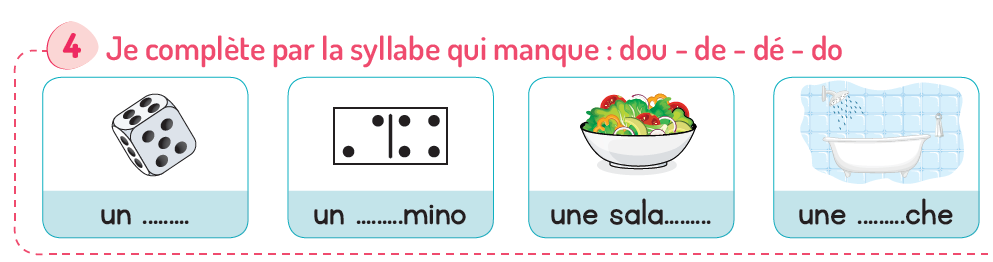 4 Je complète par la syllabe qui manque : dou - de - dé - do
un .........
un .........mino
une sala.........
une .........che